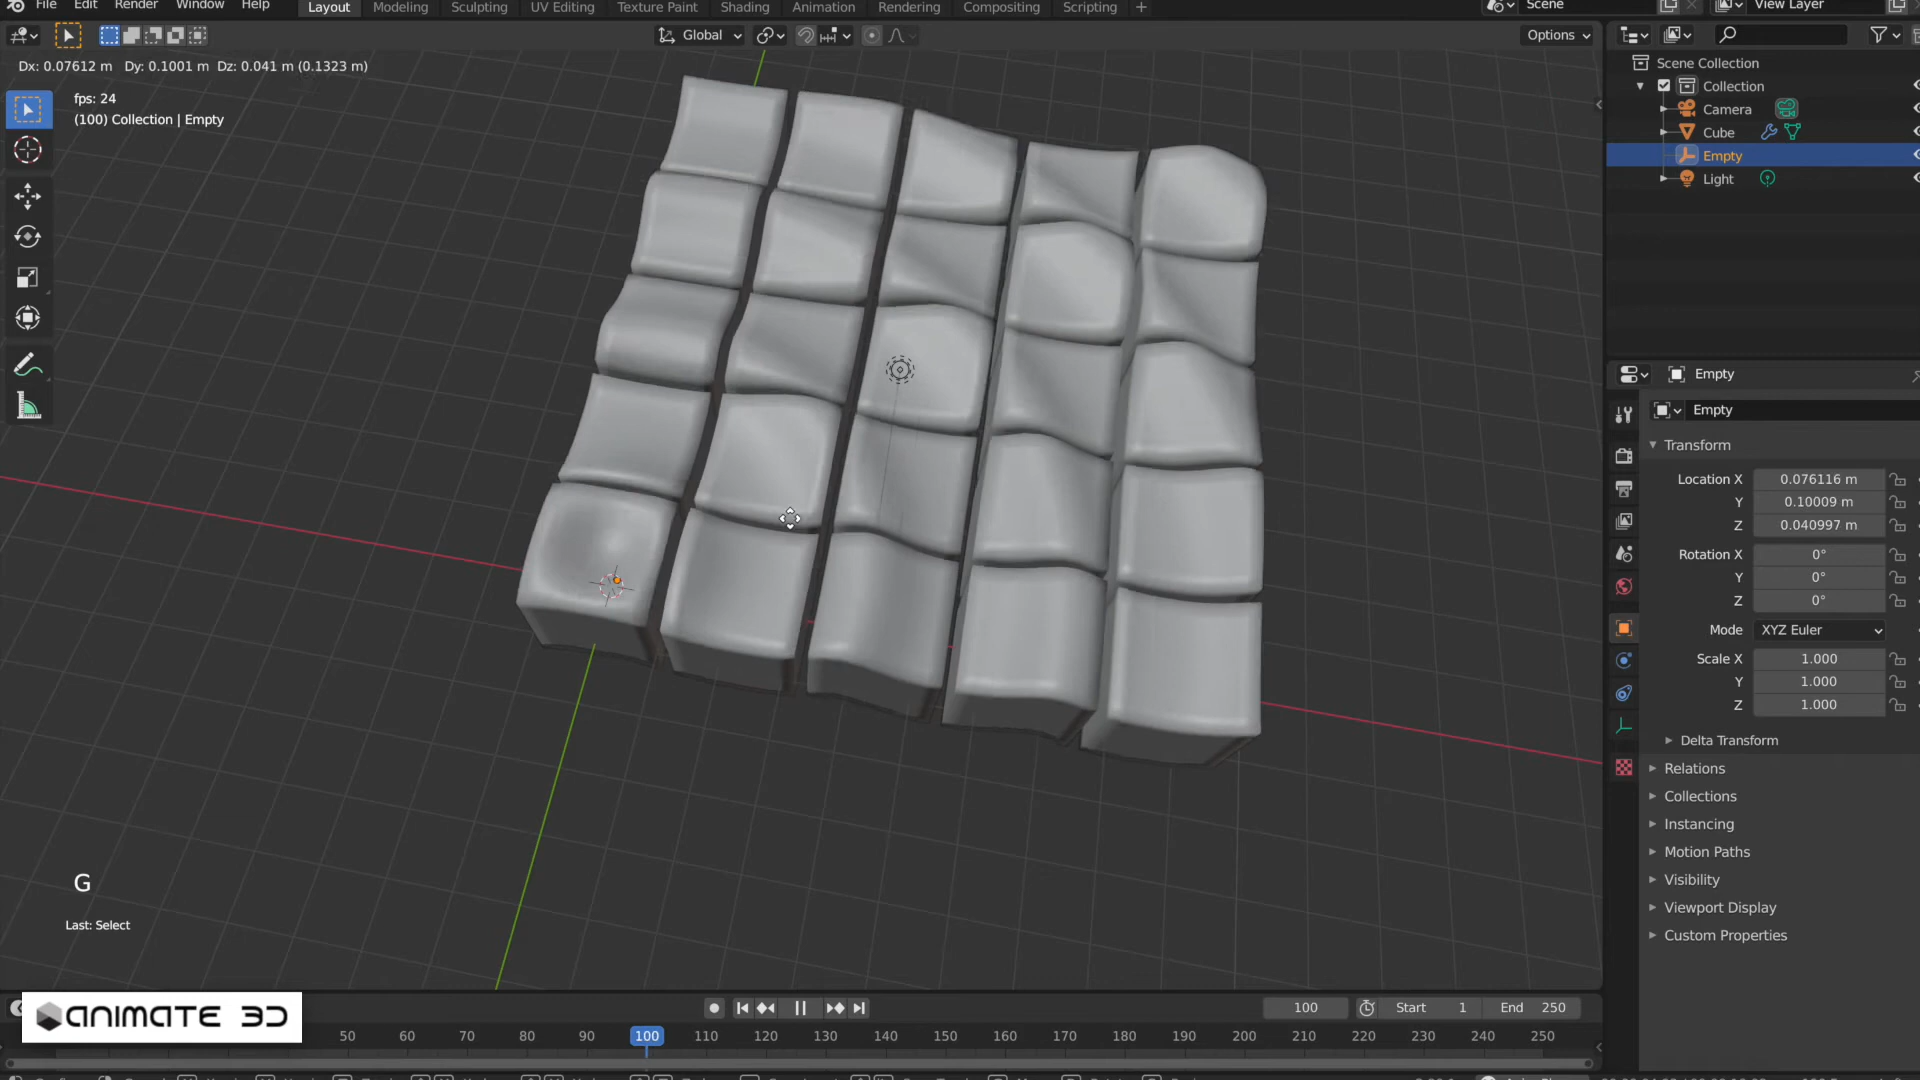 File Edit Render Window Help Layout Modeling Sculpting UV Editing Texture Paint Shading Animation Rendering Compositing Scripting + Scene View Layer
Global Options
Dx: 0.07612 m Dy: 0.1001 m Dz: 0.041 m (0.1323 m)
fps: 24
(100) Collection | Empty
Scene Collection
Collection
Camera
Cube
Empty
Light
Empty
Empty
Transform
Location X 0.076116 m
Y 0.10009 m
Z 0.040997 m
Rotation X 0°
Y 0°
Z 0°
Mode XYZ Euler
Scale X 1.000
Y 1.000
Z 1.000
Delta Transform
Relations
Collections
Instancing
Motion Paths
Visibility
Viewport Display
Custom Properties
G
Last: Select
ANIMATE 3D
100 Start 1 End 250
50 70 80 90 100 110 120 130 140 150 160 170 180 190 200 210 220 230 240 250